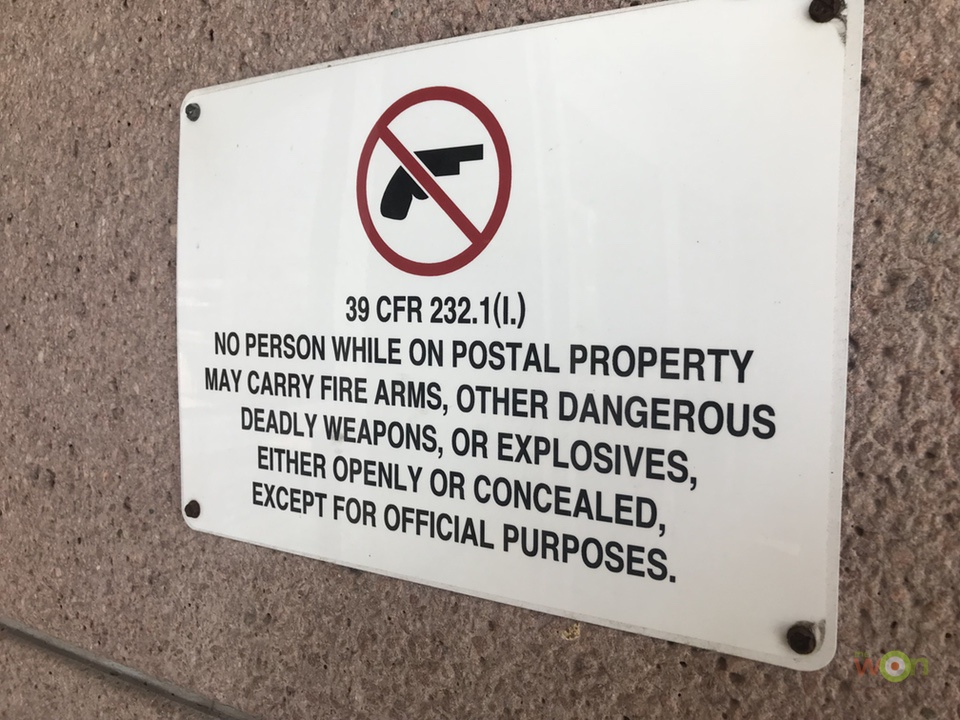 39 CFR 232.1(l.)
NO PERSON WHILE ON POSTAL PROPERTY
MAY CARRY FIRE ARMS, OTHER DANGEROUS
DEADLY WEAPONS, OR EXPLOSIVES,
EITHER OPENLY OR CONCEALED,
EXCEPT FOR OFFICIAL PURPOSES.
won